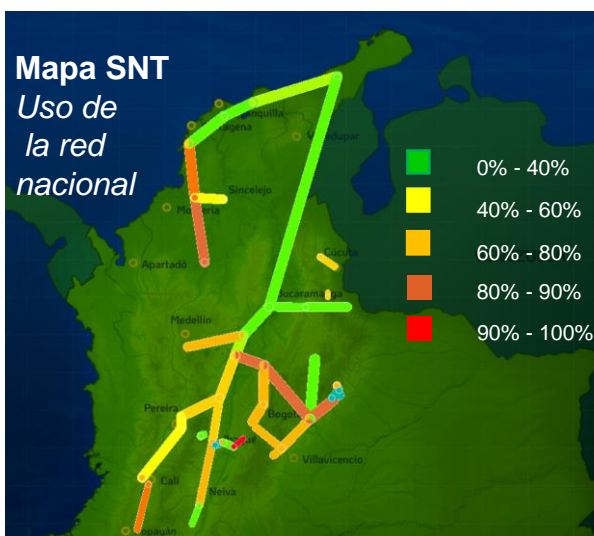 Mapa SNT
Uso de
la red
nacional
Sincelejo
Apartadó
Cúcuta
Medellín
Pereira
Villavicencio
Cali
Neiva
0% - 40%
40% - 60%
60% - 80%
80% - 90%
90% - 100%